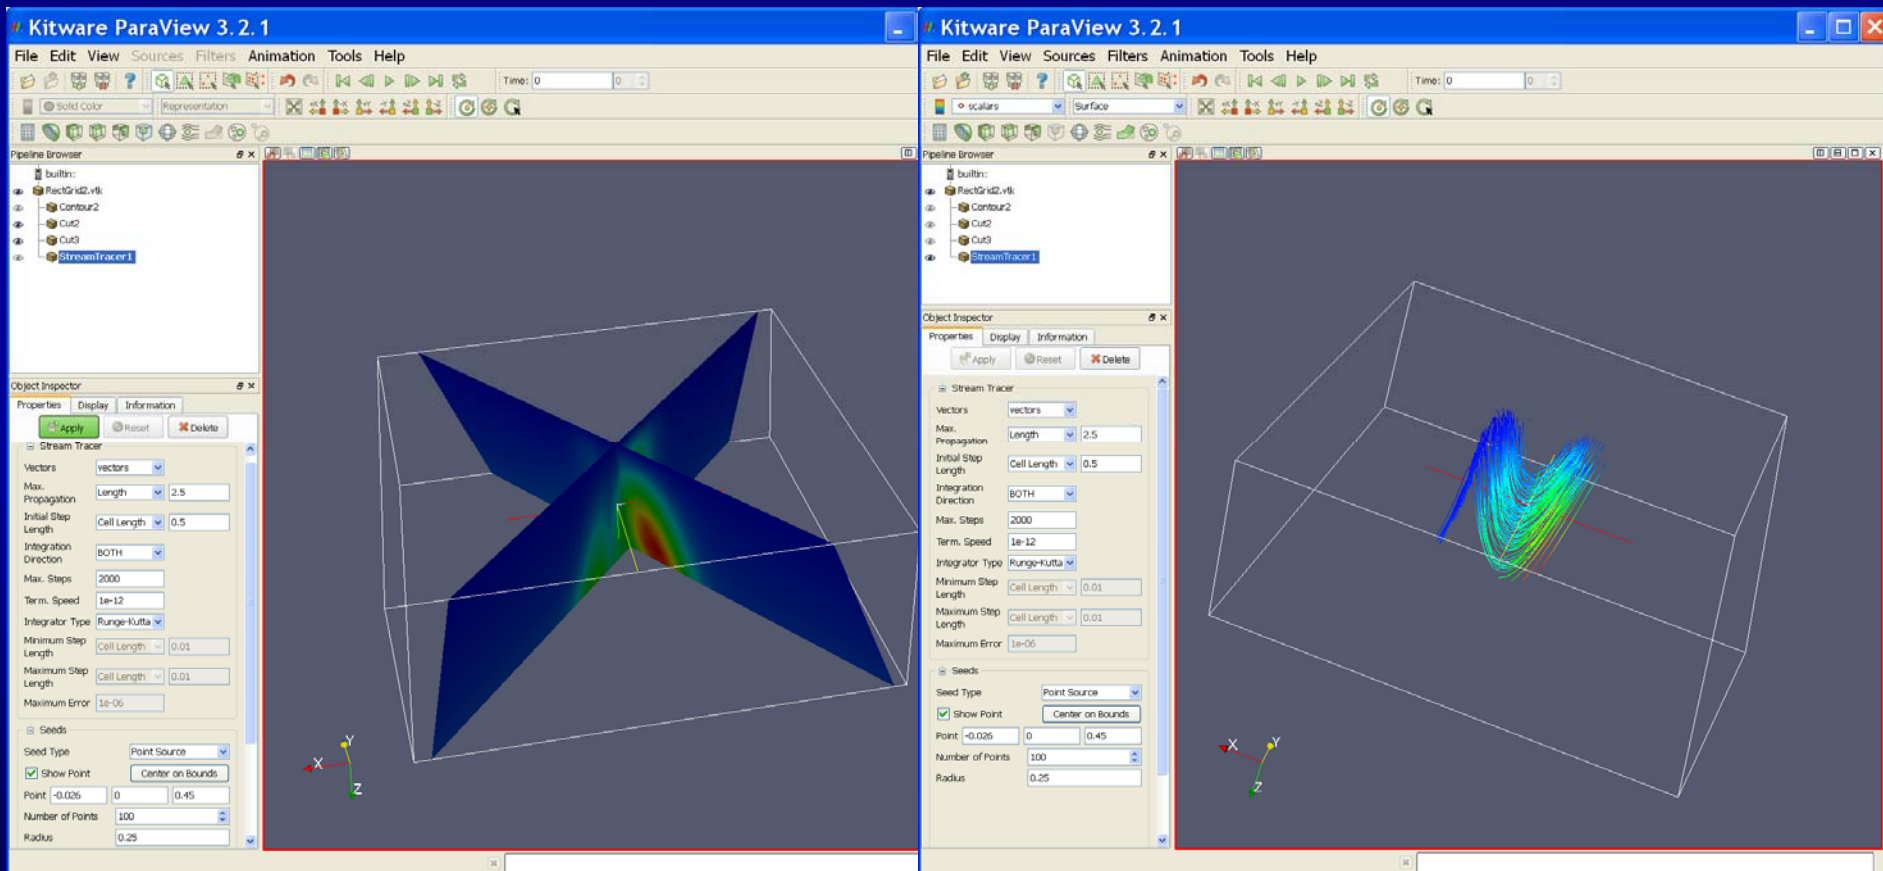 Kitware ParaView 3.2.1
File Edit View Sources Filters Animation Tools Help
Time: 0 0
Solid Color Representation
Pipeline Browser
builtin:
RectGrid2.vtk
Contour2
Cut2
Cut3
StreamTracer1
Object Inspector
Properties Display Information
Apply Reset Delete
Stream Tracer
Vectors vectors
Max. Propagation Length 2.5
Initial Step Length Cell Length 0.5
Integration Direction BOTH
Max. Steps 2000
Term. Speed 1e-12
Integrator Type Runge-Kutta
Minimum Step Length Cell Length 0.01
Maximum Step Length Cell Length 0.01
Maximum Error 1e-06
Seeds
Seed Type Point Source
Show Point Center on Bounds
Point -0.026 0 0.45
Number of Points 100
Radius 0.25
X Y Z
Kitware ParaView 3.2.1
File Edit View Sources Filters Animation Tools Help
Time: 0 0
scalars Surface
Pipeline Browser
builtin:
RectGrid2.vtk
Contour2
Cut2
Cut3
StreamTracer1
Object Inspector
Properties Display Information
Apply Reset Delete
Stream Tracer
Vectors vectors
Max. Propagation Length 2.5
Initial Step Length Cell Length 0.5
Integration Direction BOTH
Max. Steps 2000
Term. Speed 1e-12
Integrator Type Runge-Kutta
Minimum Step Length Cell Length 0.01
Maximum Step Length Cell Length 0.01
Maximum Error 1e-06
Seeds
Seed Type Point Source
Show Point Center on Bounds
Point -0.026 0 0.45
Number of Points 100
Radius 0.25
X Y Z